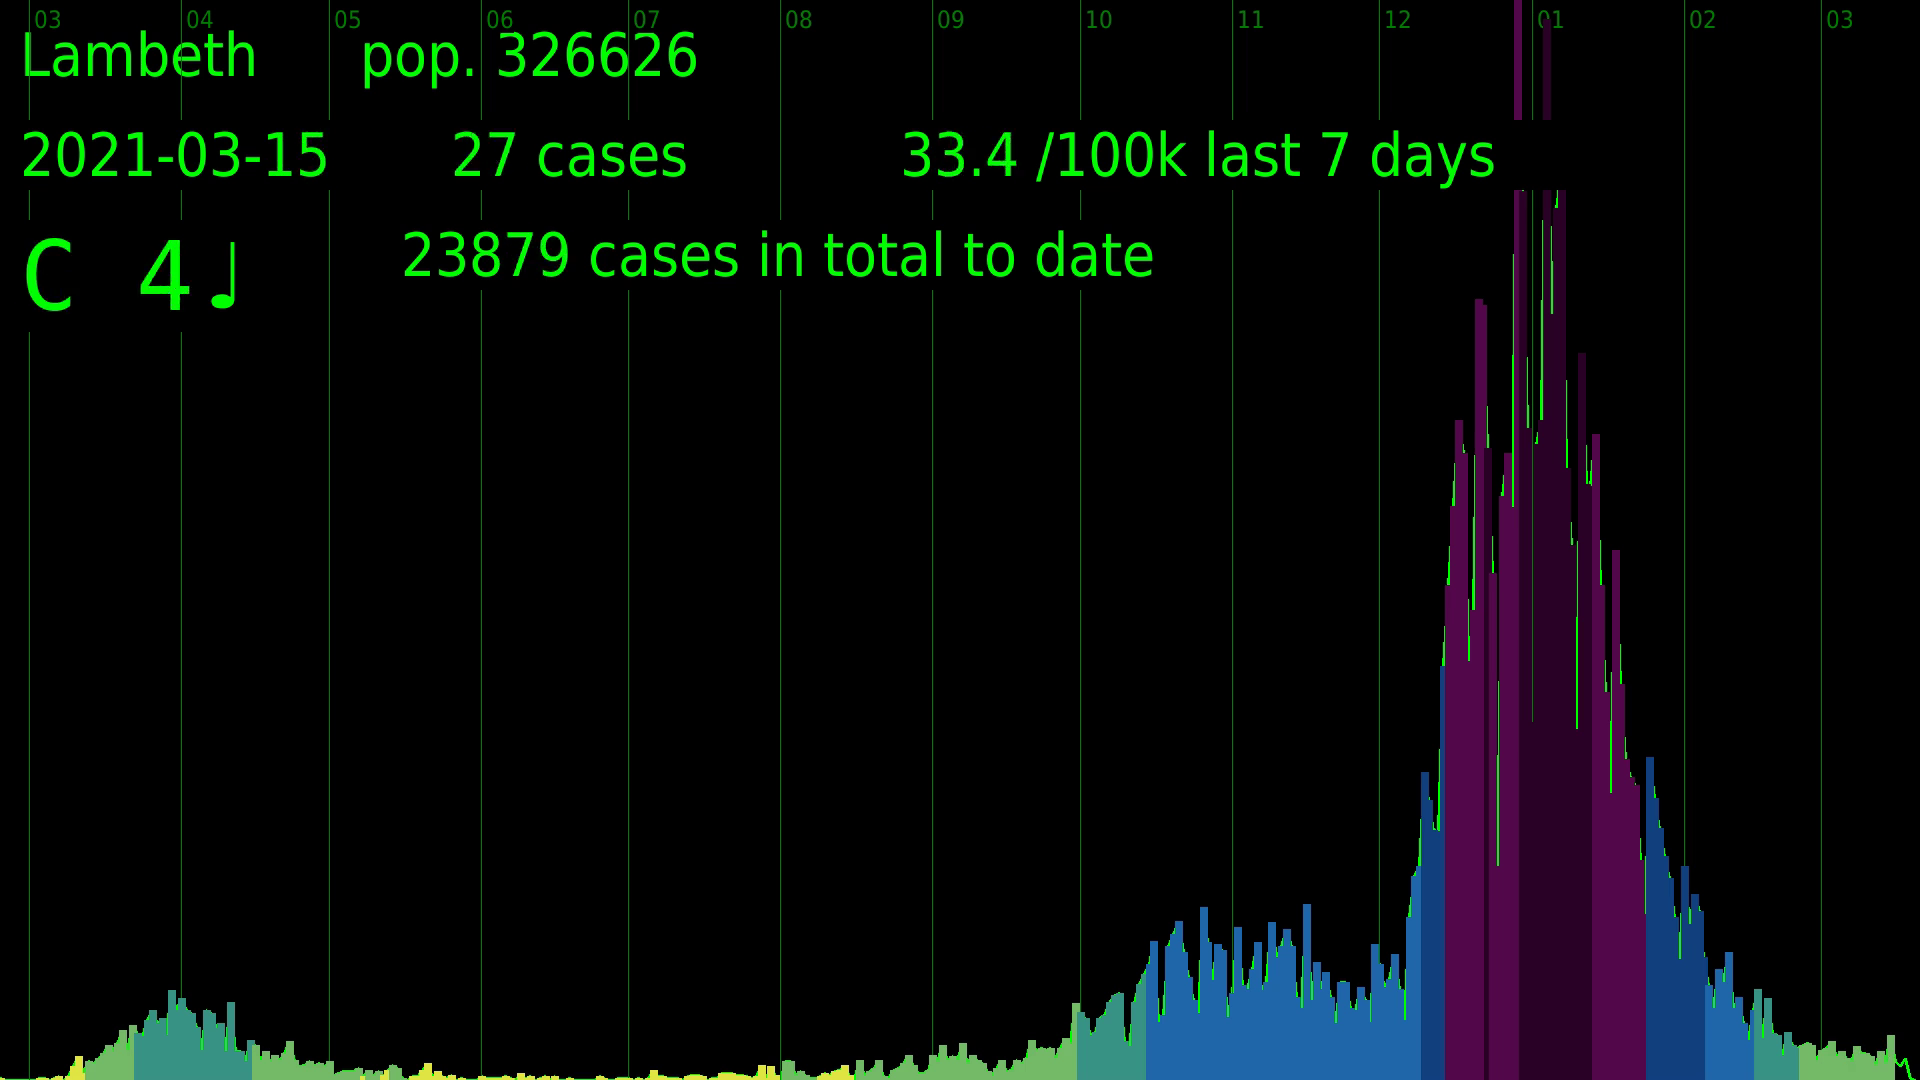 03 04 05 06 07 08 09 10 11 12 01 02 03
Lambeth pop. 326626
2021-03-15 27 cases 33.4 /100k last 7 days
C 4♩ 23879 cases in total to date